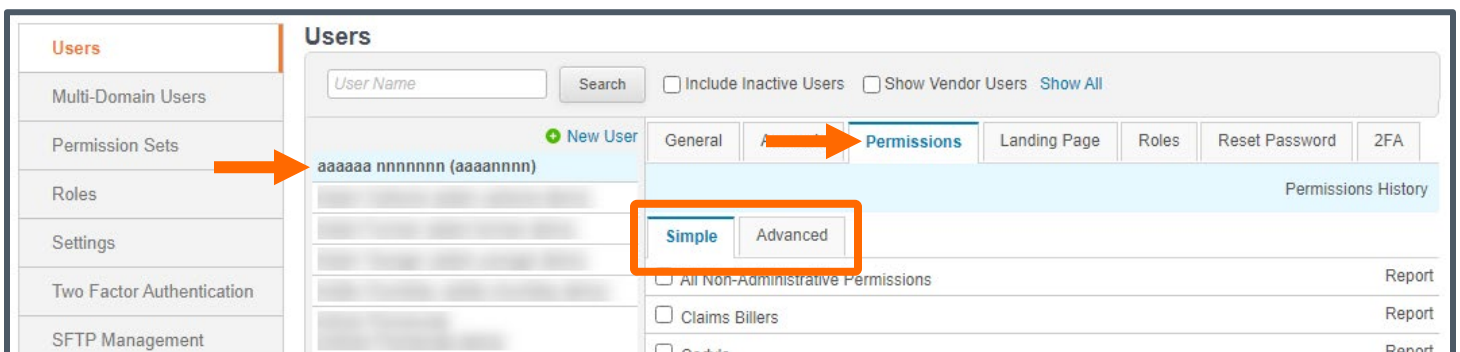 Users
Multi-Domain Users
Permission Sets
Roles
Settings
Two Factor Authentication
SFTP Management
Users
User Name
Search
Include Inactive Users
Show Vendor Users
Show All
New User
aaaaaa nnnnnnn (aaaannnn)
General
Permissions
Landing Page
Roles
Reset Password
2FA
Permissions History
Simple
Advanced
All Non-Administrative Permissions
Report
Claims Billers
Report
Report